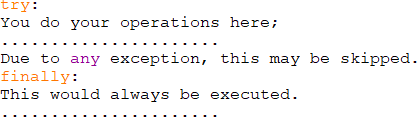 try:
You do your operations here;
......................
Due to any exception, this may be skipped.
finally:
This would always be executed.
......................